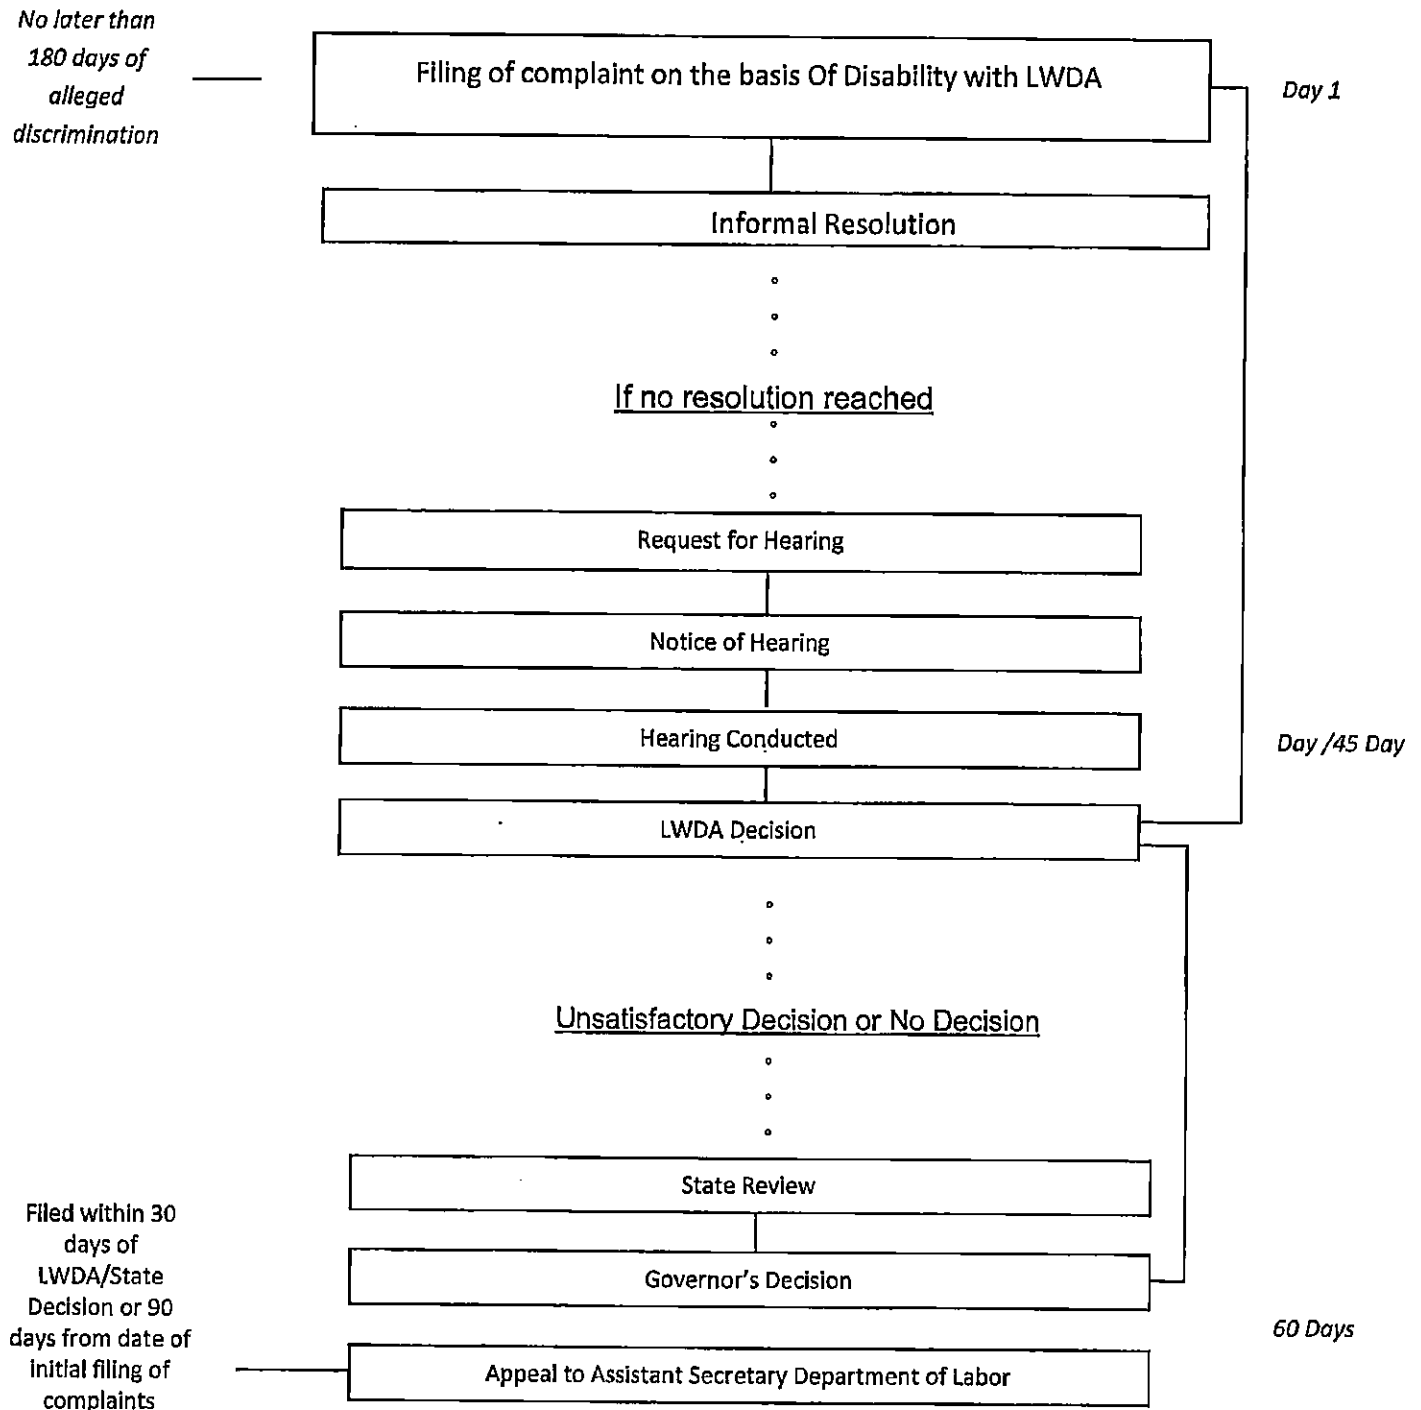 No later than
180 days of
alleged
discrimination
Filing of complaint on the basis Of Disability with LWDA
Day 1
Informal Resolution
If no resolution reached
Request for Hearing
Notice of Hearing
Hearing Conducted
Day /45 Day
LWDA Decision
Unsatisfactory Decision or No Decision
State Review
Filed within 30
days of
LWDA/State
Decision or 90
days from date of
initial filing of
complaints
Governor's Decision
60 Days
Appeal to Assistant Secretary Department of Labor